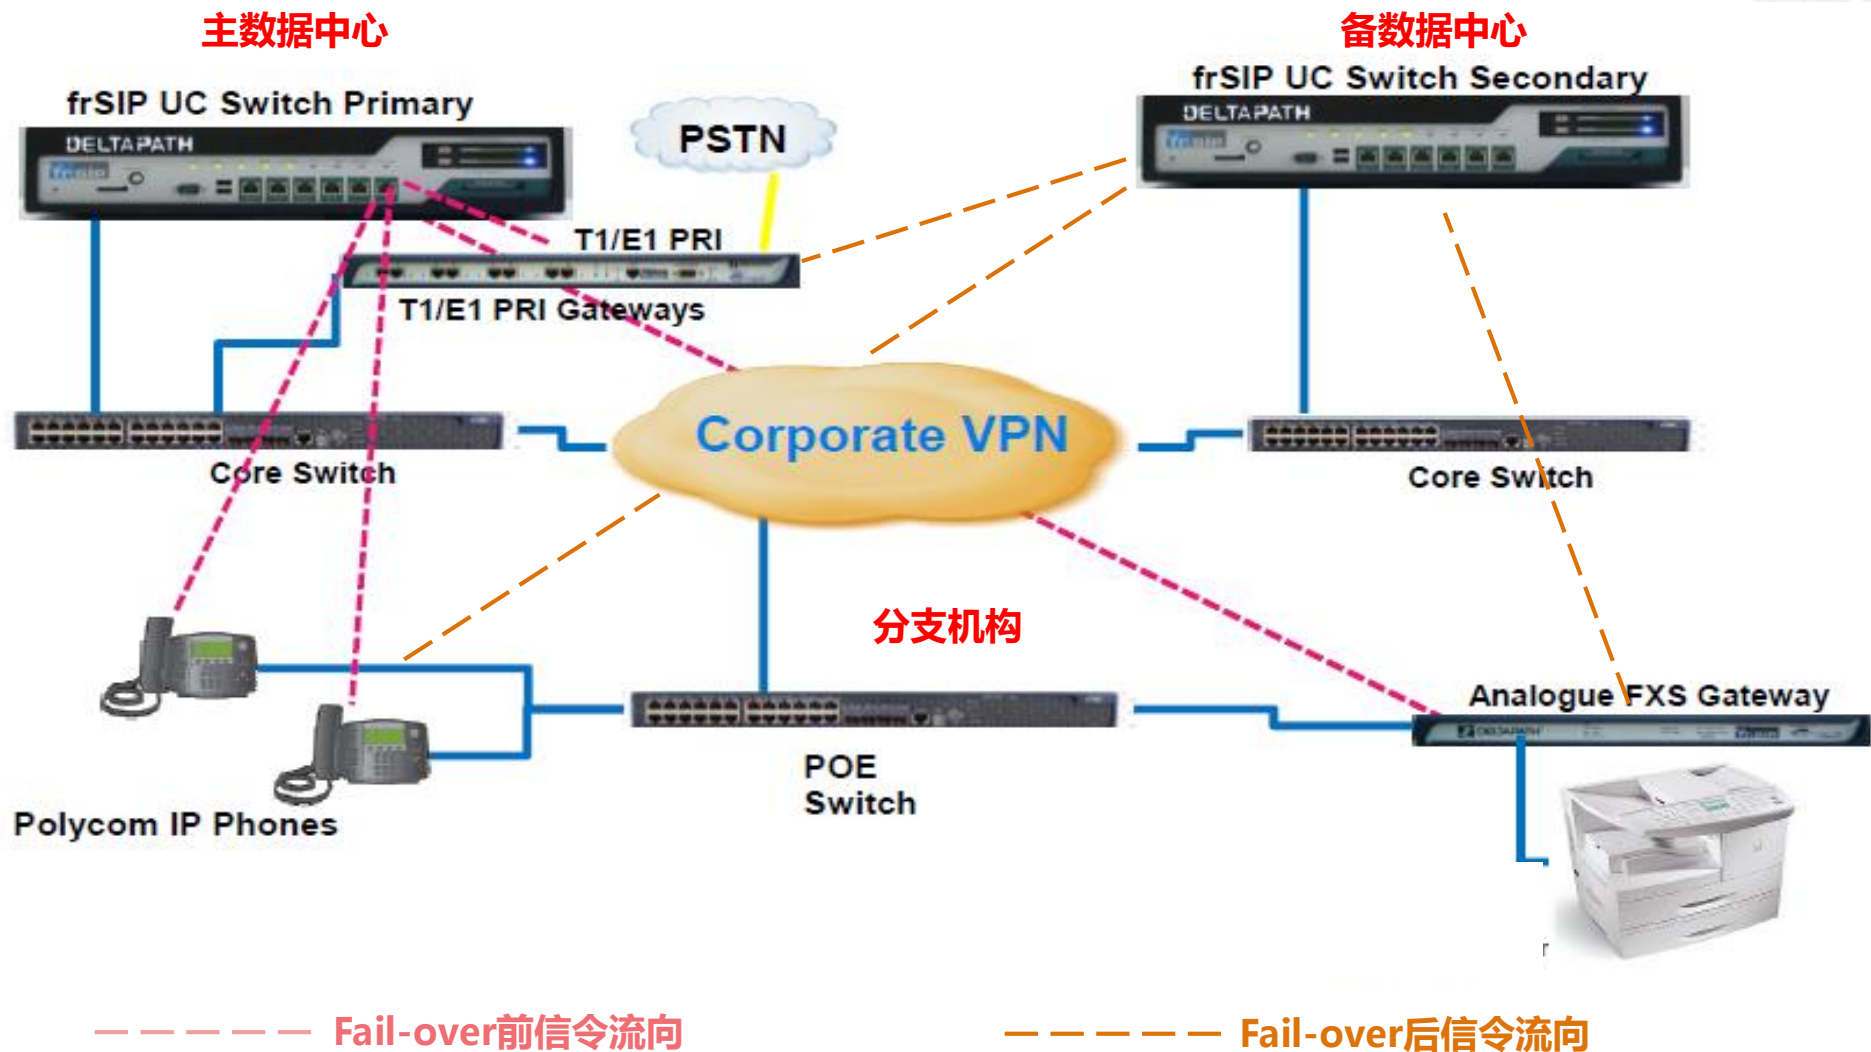 主数据中心
备数据中心
frSIP UC Switch Primary
frSIP UC Switch Secondary
DELTAPATH
DELTAPATH
PSTN
T1/E1 PRI
T1/E1 PRI Gateways
Corporate VPN
Core Switch
Core Switch
分支机构
Analogue FXS Gateway
DELTAPATH
POE
Switch
Polycom IP Phones
Fail-over前信令流向
Fail-over后信令流向